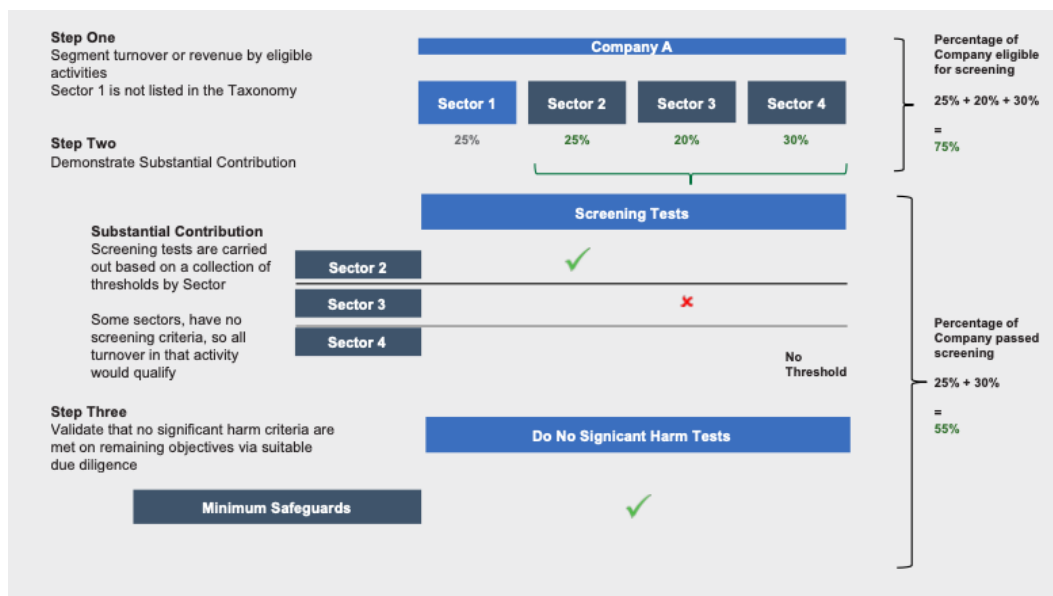 Step One
Segment turnover or revenue by eligible
activities
Sector 1 is not listed in the Taxonomy
Company A
Sector 1
Sector 2
Sector 3
Sector 4
25%
25%
20%
30%
Percentage of
Company eligible
for screening
25% + 20% + 30%
=
75%
Step Two
Demonstrate Substantial Contribution
Screening Tests
Substantial Contribution
Screening tests are carried
out based on a collection of
thresholds by Sector
Some sectors, have no
screening criteria, so all
turnover in that activity
would qualify
Sector 2
Sector 3
Sector 4
No
Threshold
Percentage of
Company passed
screening
25% + 30%
=
55%
Step Three
Validate that no significant harm criteria are
met on remaining objectives via suitable
due diligence
Do No Signicant Harm Tests
Minimum Safeguards